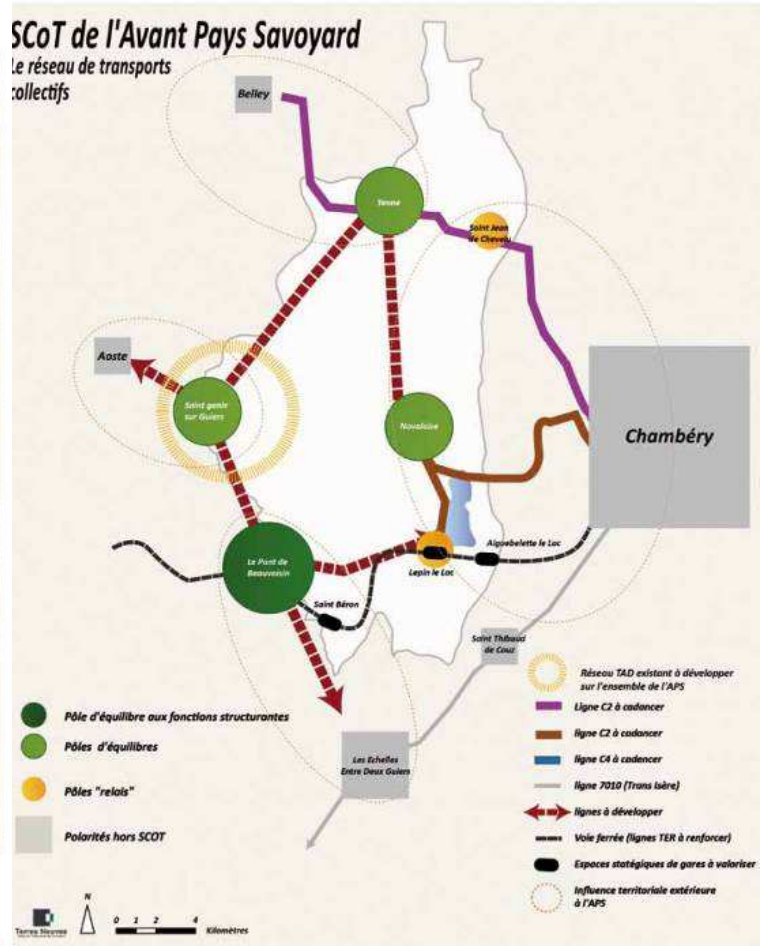 SCoT de l'Avant Pays Savoyard
Le réseau de transports
collectifs
Belley
Yenne
Saint Jean
de Chevelu
Aoste
Saint genix
sur Guiers
Novalaise
Chambéry
Le Pont de
Beauvoisin
Aiguebelette le Lac
Lepin le Lac
Saint Béron
Saint Thibaud
de Couz
Les Echelles
Entre Deux Guiers
Pôle d'équilibre aux fonctions structurantes
Pôles d'équilibres
Pôles "relais"
Polarités hors SCOT
Réseau TAD existant à développer
sur l'ensemble de l'APS
Ligne C2 à cadancer
ligne C2 à cadancer
ligne C4 à cadancer
ligne 7010 (Trans Isère)
lignes à développer
Voie ferrée (lignes TER à renforcer)
Espaces statégiques de gares à valoriser
Influence territoriale extérieure
à l'APS
Terres Neuves
N
0 1 2 4
Kilomètres